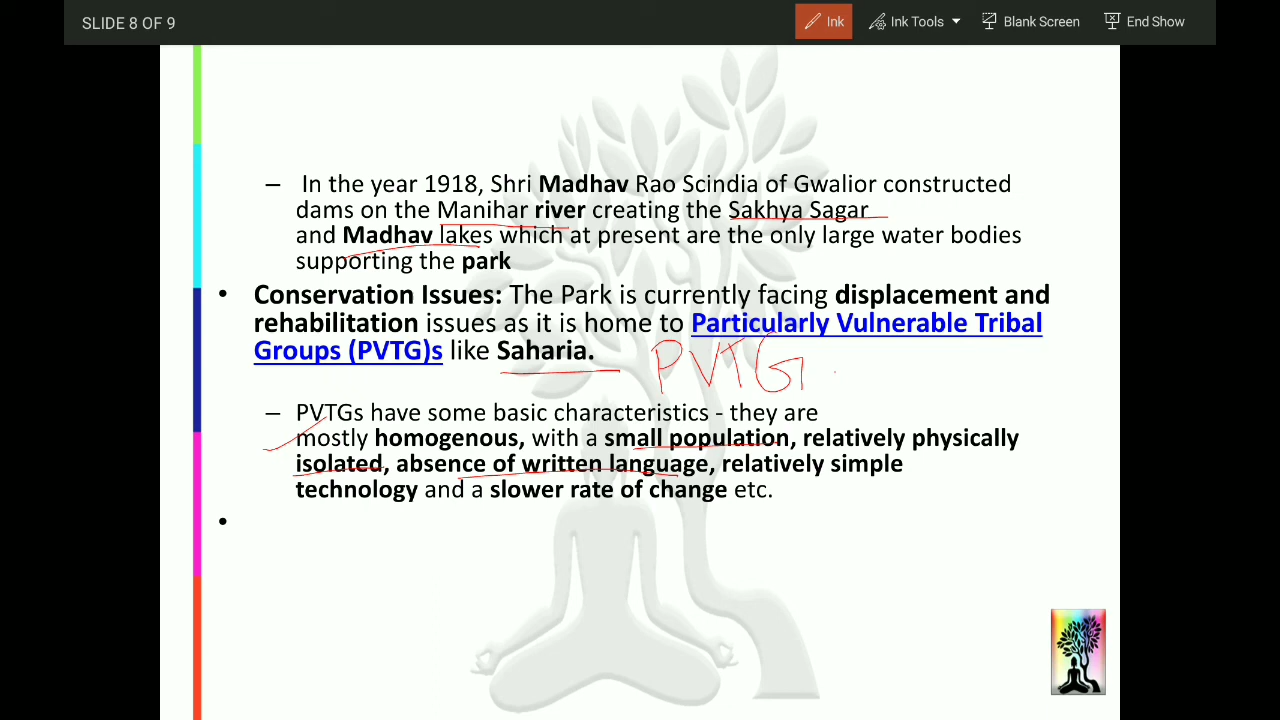 SLIDE 8 OF 9
Ink
Ink Tools
Blank Screen
End Show
– In the year 1918, Shri Madhav Rao Scindia of Gwalior constructed
dams on the Manihar river creating the Sakhya Sagar
and Madhav lakes which at present are the only large water bodies
supporting the park
• Conservation Issues: The Park is currently facing displacement and
rehabilitation issues as it is home to Particularly Vulnerable Tribal
Groups (PVTG)s like Saharia.
PVTG
– PVTGs have some basic characteristics - they are
mostly homogenous, with a small population, relatively physically
isolated, absence of written language, relatively simple
technology and a slower rate of change etc.
•